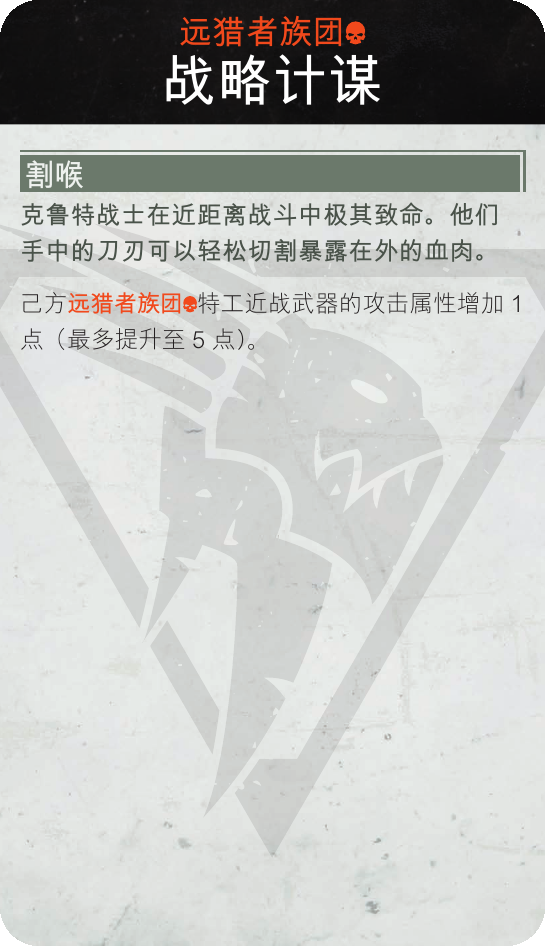 远猎者族团
战略计谋
割喉
克鲁特战士在近距离战斗中极其致命。他们
手中的刀刃可以轻松切割暴露在外的血肉。
己方远猎者族团特工近战武器的攻击属性增加 1
点（最多提升至 5 点）。